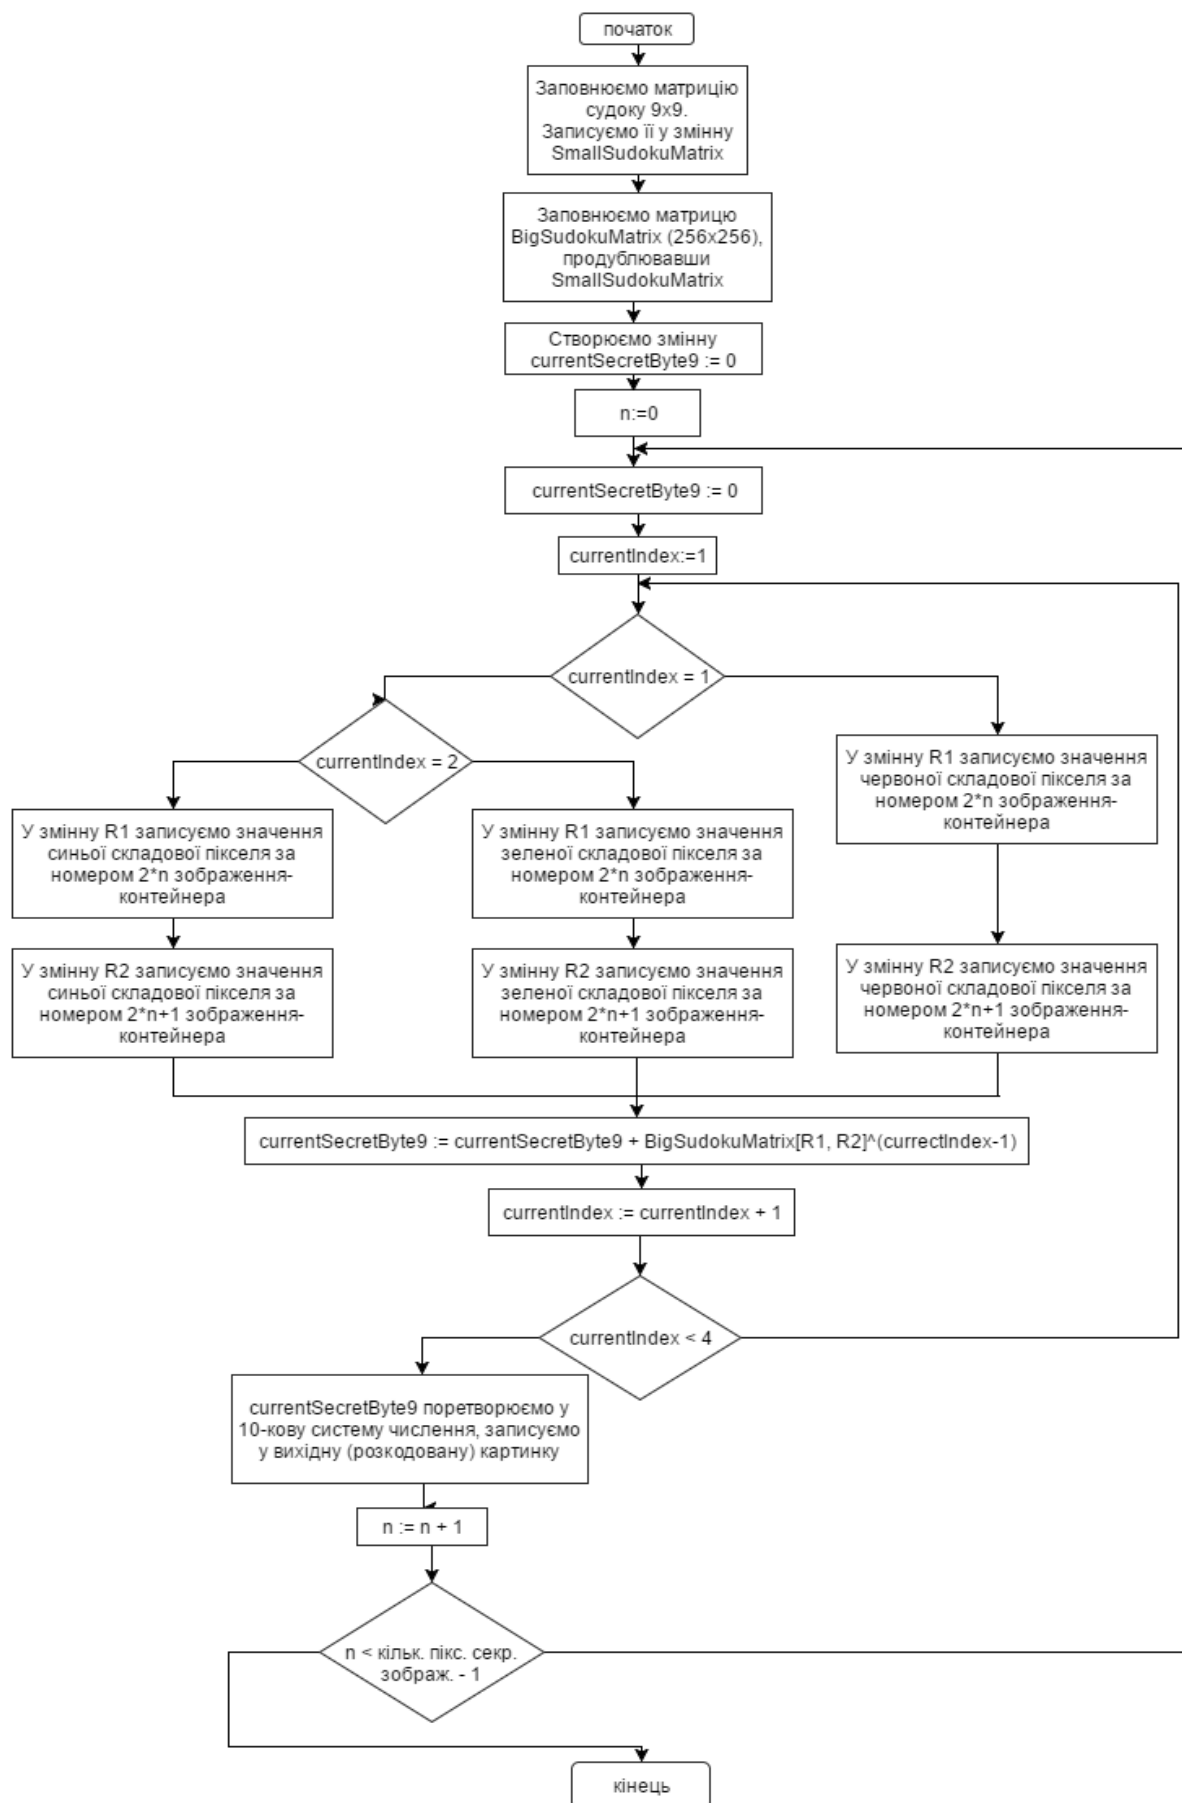 початок
Заповнюємо матрицію
судоку 9x9.
Записуємо її у змінну
SmallSudokuMatrix
Заповнюємо матрицю
BigSudokuMatrix (256x256),
продублювавши
SmallSudokuMatrix
Створюємо змінну
currentSecretByte9 := 0
n:=0
currentSecretByte9 := 0
currentIndex:=1
currentIndex = 1
currentIndex = 2
У змінну R1 записуємо значення
червоної складової пікселя за
номером 2*n зображення-
контейнера
У змінну R1 записуємо значення
синьої складової пікселя за
номером 2*n зображення-
контейнера
У змінну R1 записуємо значення
зеленої складової пікселя за
номером 2*n зображення-
контейнера
У змінну R2 записуємо значення
синьої складової пікселя за
номером 2*n+1 зображення-
контейнера
У змінну R2 записуємо значення
зеленої складової пікселя за
номером 2*n+1 зображення-
контейнера
У змінну R2 записуємо значення
червоної складової пікселя за
номером 2*n+1 зображення-
контейнера
currentSecretByte9 := currentSecretByte9 + BigSudokuMatrix[R1, R2]^(currectIndex-1)
currentIndex := currentIndex + 1
currentIndex < 4
currentSecretByte9 поретворюємо у
10-кову систему числення, записуємо
у вихідну (розкодовану) картинку
n := n + 1
n < кільк. пікс. секр.
зображ. - 1
кінець